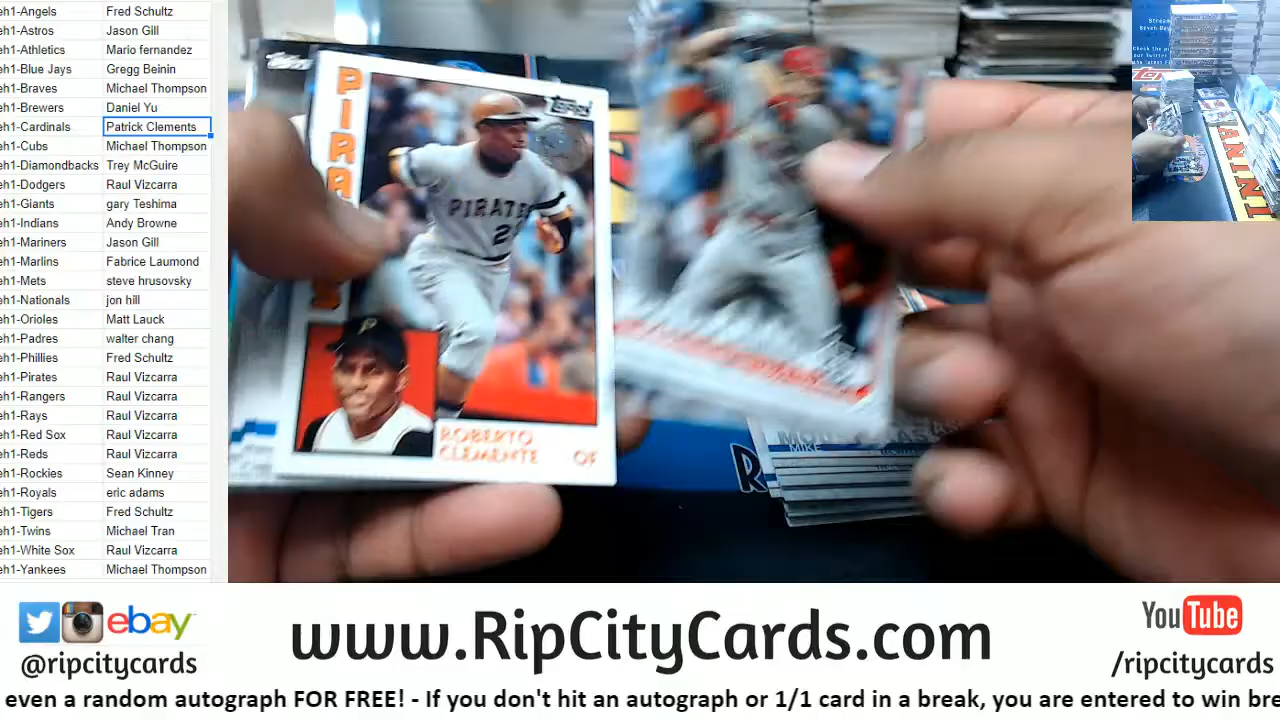 eh1-Angels Fred Schultz
eh1-Astros Jason Gill
eh1-Athletics Mario fernandez
eh1-Blue Jays Gregg Beinin
eh1-Braves Michael Thompson
eh1-Brewers Daniel Yu
eh1-Cardinals Patrick Clements
eh1-Cubs Michael Thompson
eh1-Diamondbacks Trey McGuire
eh1-Dodgers Raul Vizcarra
eh1-Giants gary Teshima
eh1-Indians Andy Browne
eh1-Mariners Jason Gill
eh1-Marlins Fabrice Laumond
eh1-Mets steve hrusovsky
eh1-Nationals jon hill
eh1-Orioles Matt Lauck
eh1-Padres walter chang
eh1-Phillies Fred Schultz
eh1-Pirates Raul Vizcarra
eh1-Rangers Raul Vizcarra
eh1-Rays Raul Vizcarra
eh1-Red Sox Raul Vizcarra
eh1-Reds Raul Vizcarra
eh1-Rockies Sean Kinney
eh1-Royals eric adams
eh1-Tigers Fred Schultz
eh1-Twins Michael Tran
eh1-White Sox Raul Vizcarra
eh1-Yankees Michael Thompson
Topps
PIRA
S
Topps
PIRATE
2
P
ROBERTO
CLEMENTE OF
MIKE
R
PANINI
ebay
@ripcitycards
www.RipCityCards.com
YouTube
/ripcitycards
even a random autograph FOR FREE! - If you don't hit an autograph or 1/1 card in a break, you are entered to win bre